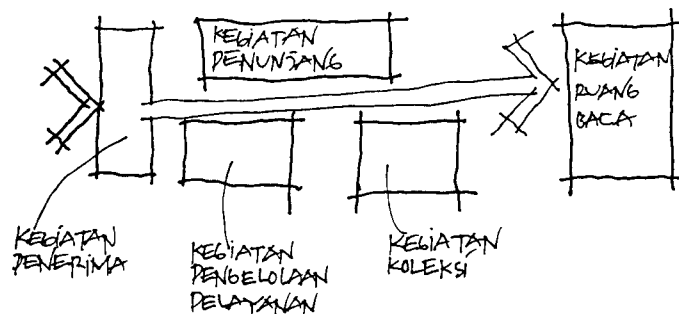 KEGIATAN
PENUNJANG
KEGIATAN
RUANG
BACA
KEGIATAN
PENERIMA
KEGIATAN
PENGELOLAAN
PELAYANAN
KEGIATAN
KOLEKSI